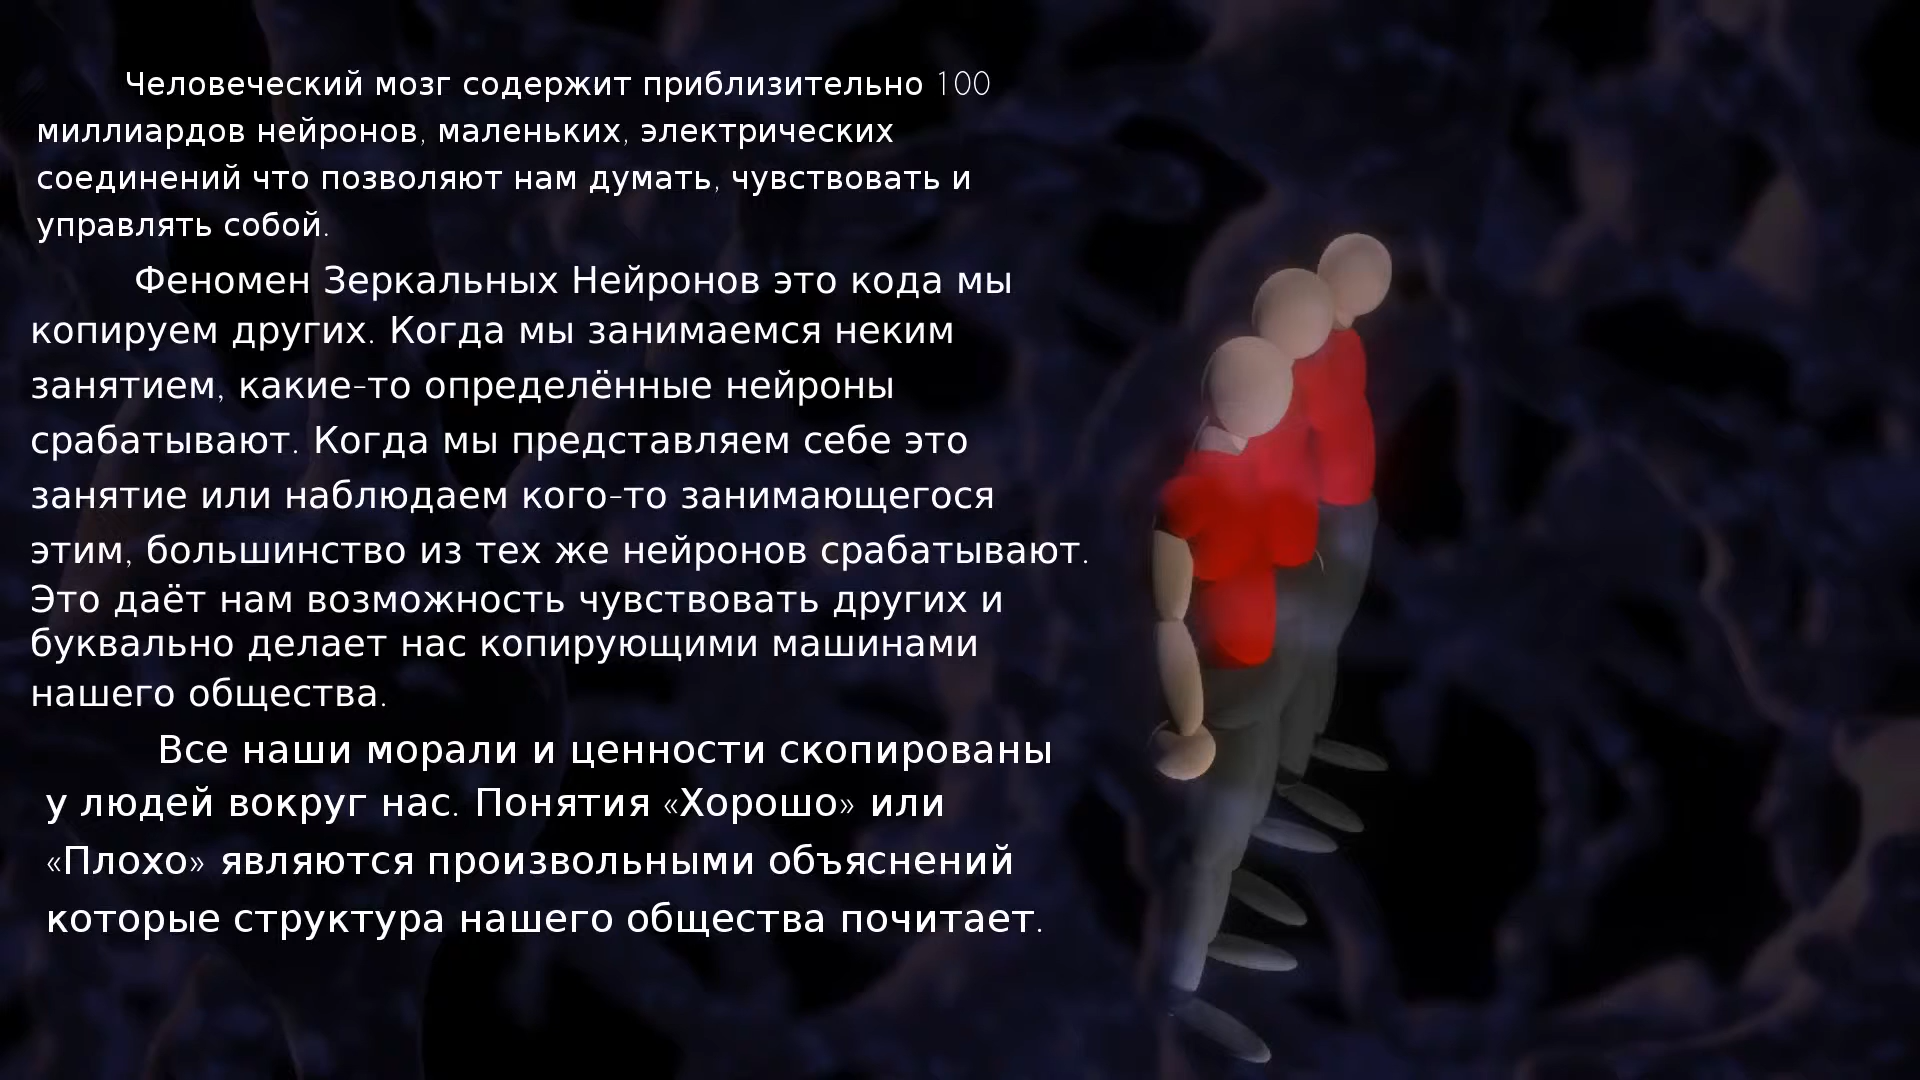 Человеческий мозг содержит приблизительно 100
миллиардов нейронов, маленьких, электрических
соединений что позволяют нам думать, чувствовать и
управлять собой.
Феномен Зеркальных Нейронов это кода мы
копируем других. Когда мы занимаемся неким
занятием, какие-то определённые нейроны
срабатывают. Когда мы представляем себе это
занятие или наблюдаем кого-то занимающегося
этим, большинство из тех же нейронов срабатывают.
Это даёт нам возможность чувствовать других и
буквально делает нас копирующими машинами
нашего общества.
Все наши морали и ценности скопированы
у людей вокруг нас. Понятия «Хорошо» или
«Плохо» являются произвольными объяснений
которые структура нашего общества почитает.